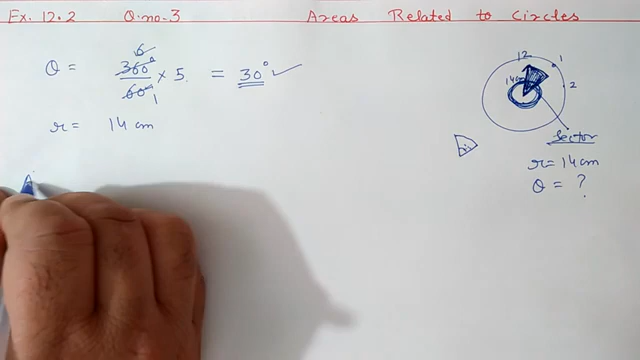 Ex. 12.2 Q.no.3 Areas Related to Circles
θ = 360° 6 / 60 1 × 5 = 30° ✓
r = 14 cm
A
12
1
14cm
2
Sector
r = 14 cm
θ = ?